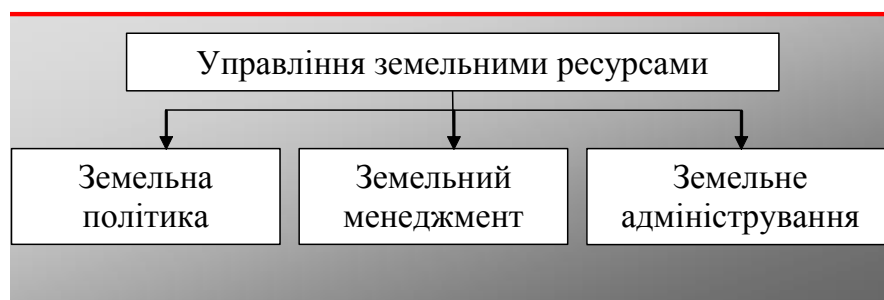 Управління земельними ресурсами
Земельна
політика
Земельний
менеджмент
Земельне
адміністрування